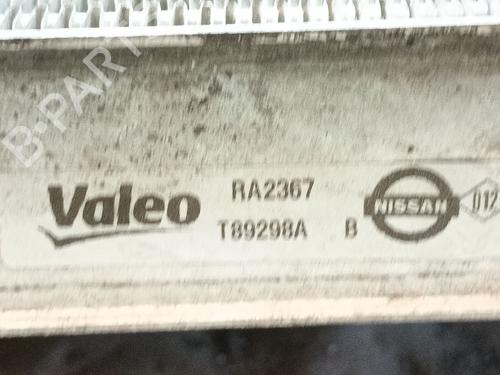 B-PARTS
Valeo RA2367 NISSAN D12
T89298A B